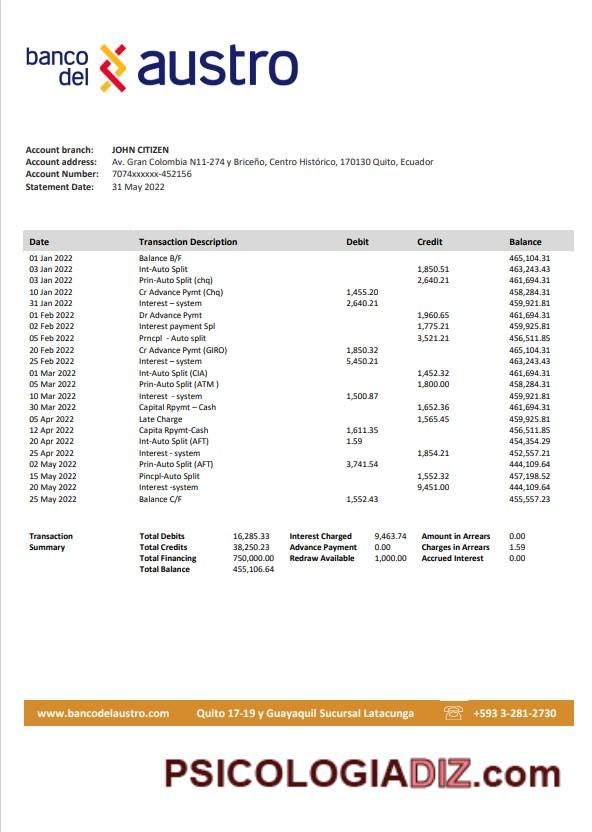 banco del austro
Account branch: JOHN CITIZEN
Account address: Av. Gran Colombia N11-274 y Briceño, Centro Histórico, 170130 Quito, Ecuador
Account Number: 7074xxxxxx-452156
Statement Date: 31 May 2022
Date Transaction Description Debit Credit Balance
01 Jan 2022 Balance B/F 465,104.31
03 Jan 2022 Int-Auto Split 1,850.51 463,243.43
03 Jan 2022 Prin-Auto Split (chq) 2,640.21 461,694.31
10 Jan 2022 Cr Advance Pymt (Chq) 1,455.20 458,284.31
31 Jan 2022 Interest – system 2,640.21 459,921.81
01 Feb 2022 Dr Advance Pymt 1,960.65 461,694.31
02 Feb 2022 Interest payment Spl 1,775.21 459,925.81
05 Feb 2022 Prncpl - Auto split 3,521.21 456,511.85
20 Feb 2022 Cr Advance Pymt (GIRO) 1,850.32 465,104.31
25 Feb 2022 Interest – system 5,450.21 463,243.43
01 Mar 2022 Int-Auto Split (CIA) 1,452.32 461,694.31
05 Mar 2022 Prin-Auto Split (ATM ) 1,800.00 458,284.31
10 Mar 2022 Interest - system 1,500.87 459,921.81
30 Mar 2022 Capital Rpymt – Cash 1,652.36 461,694.31
05 Apr 2022 Late Charge 1,565.45 459,925.81
12 Apr 2022 Capita Rpymt-Cash 1,611.35 456,511.85
20 Apr 2022 Int-Auto Split (AFT) 1.59 454,354.29
25 Apr 2022 Interest - system 1,854.21 452,557.21
02 May 2022 Prin-Auto Split (AFT) 3,741.54 444,109.64
15 May 2022 Pincpl-Auto Split 1,552.32 457,198.52
20 May 2022 Interest -system 9,451.00 444,109.64
25 May 2022 Balance C/F 1,552.43 455,557.23
Transaction Total Debits 16,285.33 Interest Charged 9,463.74 Amount in Arrears 0.00
Summary Total Credits 38,250.23 Advance Payment 0.00 Charges in Arrears 1.59
Total Financing 750,000.00 Redraw Available 1,000.00 Accrued Interest 0.00
Total Balance 455,106.64
www.bancodelaustro.com Quito 17-19 y Guayaquil Sucursal Latacunga +593 3-281-2730
PSICOLOGIADIZ.com